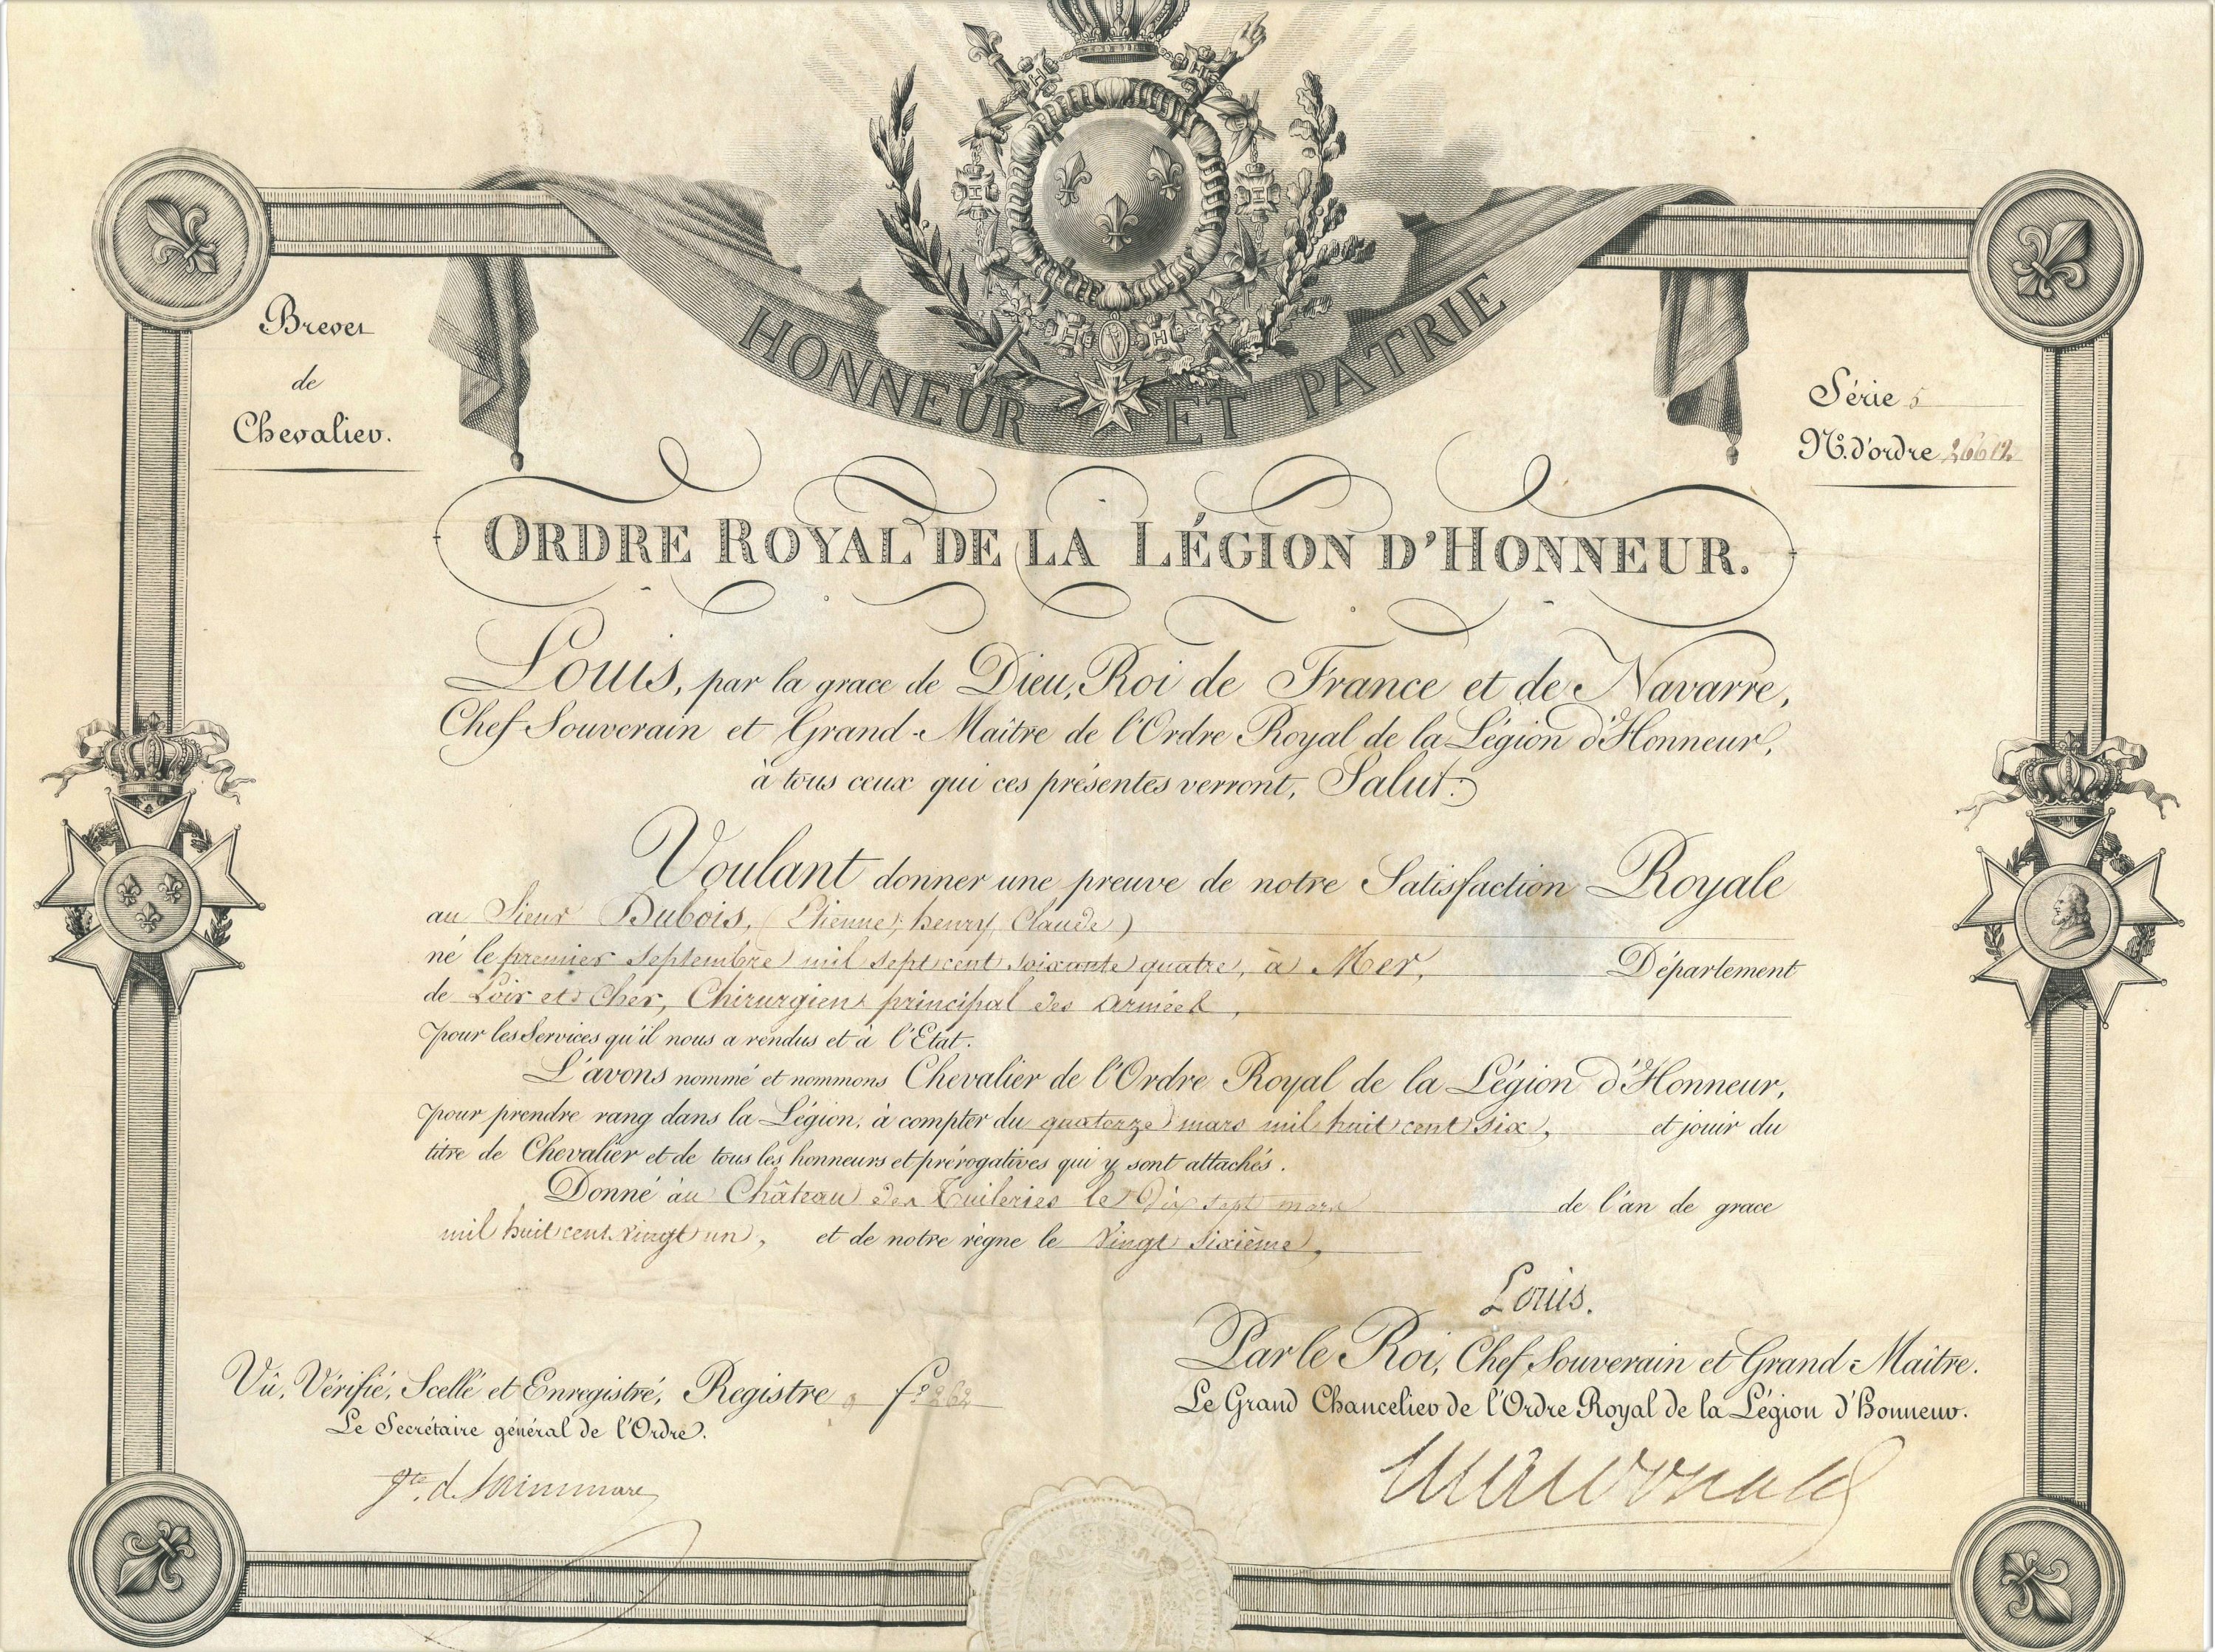 HONNEUR ET PATRIE
Brevet
de
Chevalier.
Série 5
No. d'ordre 26612
ORDRE ROYAL DE LA LÉGION D'HONNEUR.
Louis, par la grace de Dieu, Roi de France et de Navarre,
Chef Souverain et Grand-Maître de l'Ordre Royal de la Légion d'Honneur,
à tous ceux qui ces présentes verront, Salut.
Voulant donner une preuve de notre Satisfaction Royale
au Sieur Dubois, (Etienne, henry, Claude)
né le premier Septembre mil sept cent soixante quatre, à Mer, Département
de Loir et Cher, Chirurgien principal des armées,
pour les Services qu'il nous a rendus et à l'Etat.
L'avons nommé et nommons Chevalier de l'Ordre Royal de la Légion d'Honneur,
pour prendre rang dans la Légion, à compter du quatorze mars mil huit cent six, et jouir du
titre de Chevalier et de tous les honneurs et prérogatives qui y sont attachés.
Donné au Château des Tuileries le Dix sept mars de l'an de grace
mil huit cent vingt un, et de notre règne le Vingt Sixième,
Louis.
Par le Roi, Chef Souverain et Grand-Maître.
Le Grand Chancelier de l'Ordre Royal de la Légion d'Honneur.
Macdonald
Vû, Vérifié, Scellé et Enregistré, Registre fo. 262
Le Secrétaire général de l'Ordre.